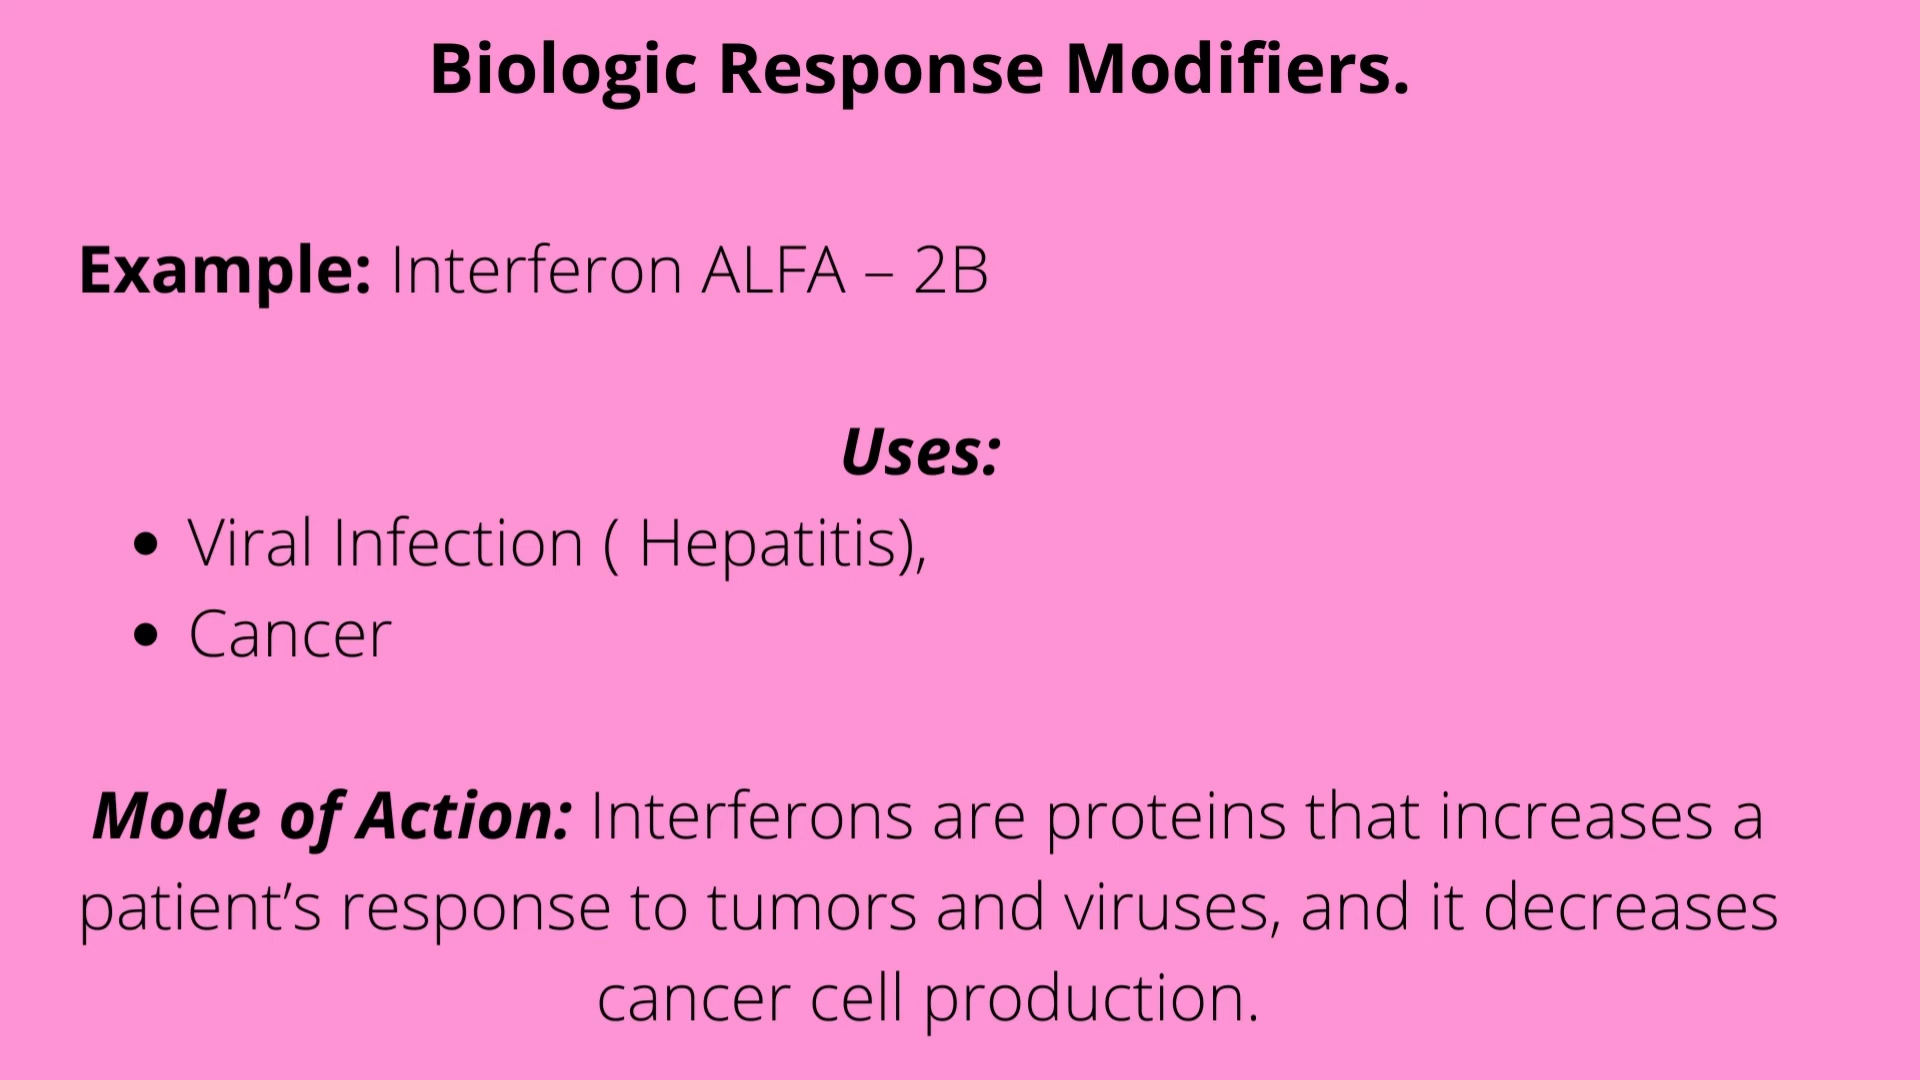 Biologic Response Modifiers.
Example: Interferon ALFA – 2B
Uses:
• Viral Infection ( Hepatitis),
• Cancer
Mode of Action: Interferons are proteins that increases a
patient’s response to tumors and viruses, and it decreases
cancer cell production.